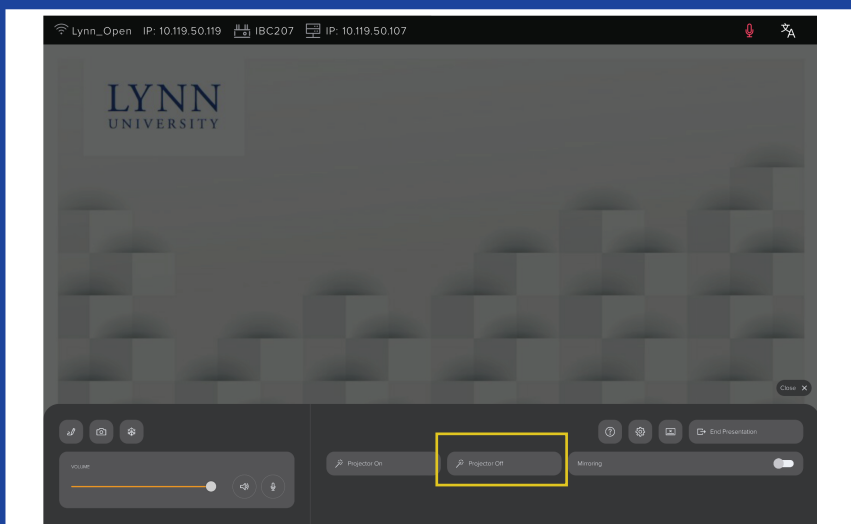 Lynn_Open IP: 10.119.50.119 IBC207 IP: 10.119.50.107
LYNN
UNIVERSITY
Close X
End Presentation
VOLUME
Projector On
Projector Off
Mirroring